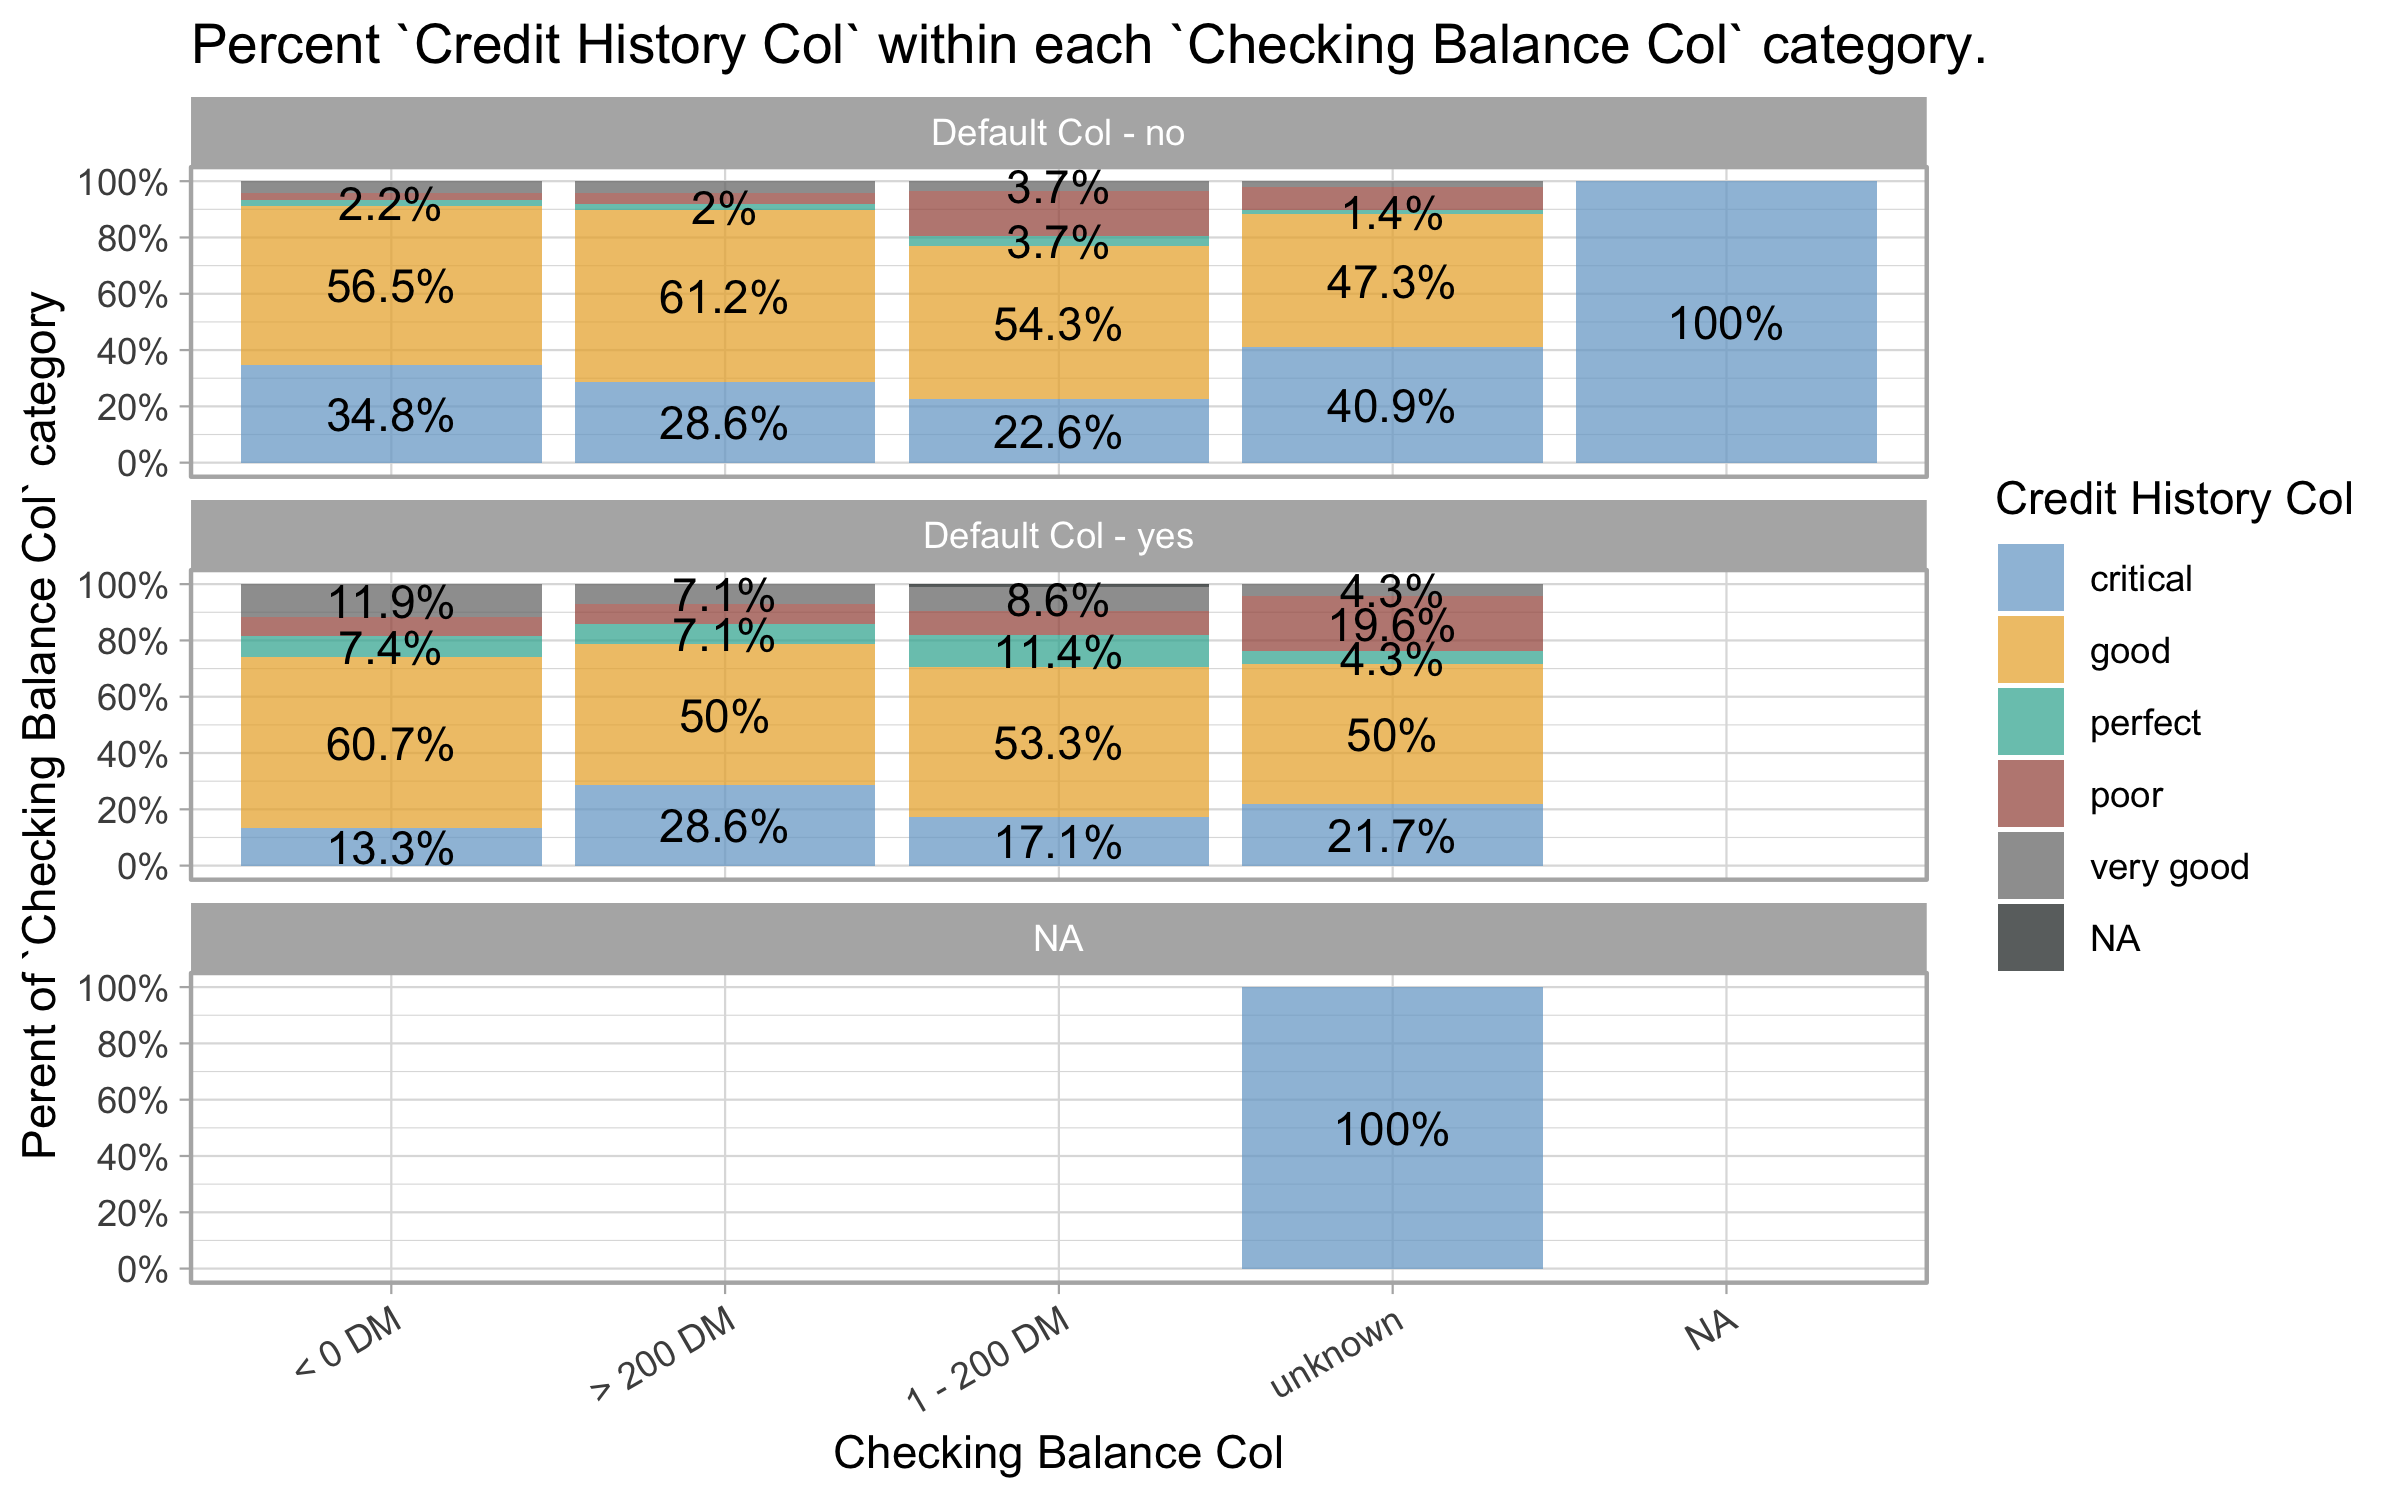 Percent `Credit History Col` within each `Checking Balance Col` category.
Perent of `Checking Balance Col` category
Default Col - no
100%
80%
60%
40%
20%
0%
2.2%
56.5%
34.8%
2%
61.2%
28.6%
3.7%
3.7%
54.3%
22.6%
1.4%
47.3%
40.9%
100%
Default Col - yes
100%
80%
60%
40%
20%
0%
11.9%
7.4%
60.7%
13.3%
7.1%
7.1%
50%
28.6%
8.6%
11.4%
53.3%
17.1%
4.3%
19.6%
4.3%
50%
21.7%
NA
100%
80%
60%
40%
20%
0%
100%
< 0 DM
> 200 DM
1 - 200 DM
unknown
NA
Checking Balance Col
Credit History Col
critical
good
perfect
poor
very good
NA